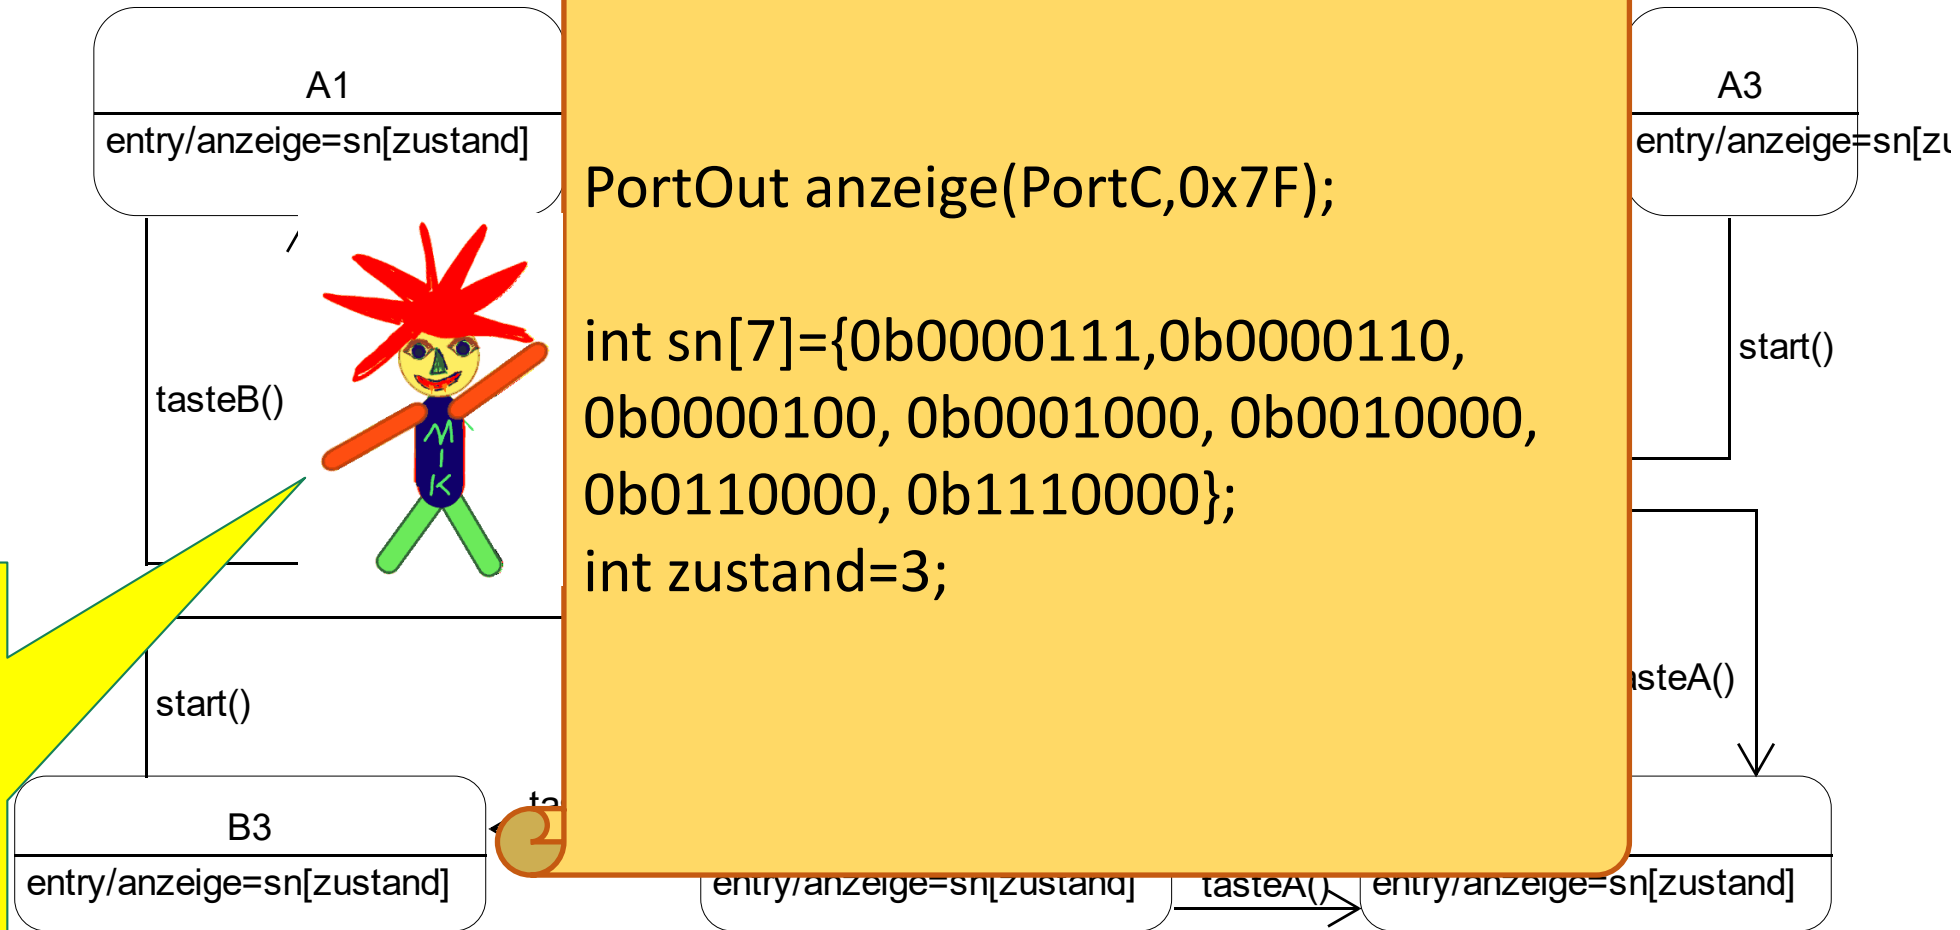 A1
entry/anzeige=sn[zustand]
A3
entry/anzeige=sn[zu
PortOut anzeige(PortC,0x7F);
int sn[7]={0b0000111,0b0000110,
0b0000100, 0b0001000, 0b0010000,
0b0110000, 0b1110000};
int zustand=3;
tasteB()
start()
M
I
K
start()
asteA()
B3
entry/anzeige=sn[zustand]
ta
entry/anzeige=sn[zustand]
tasteA()
entry/anzeige=sn[zustand]